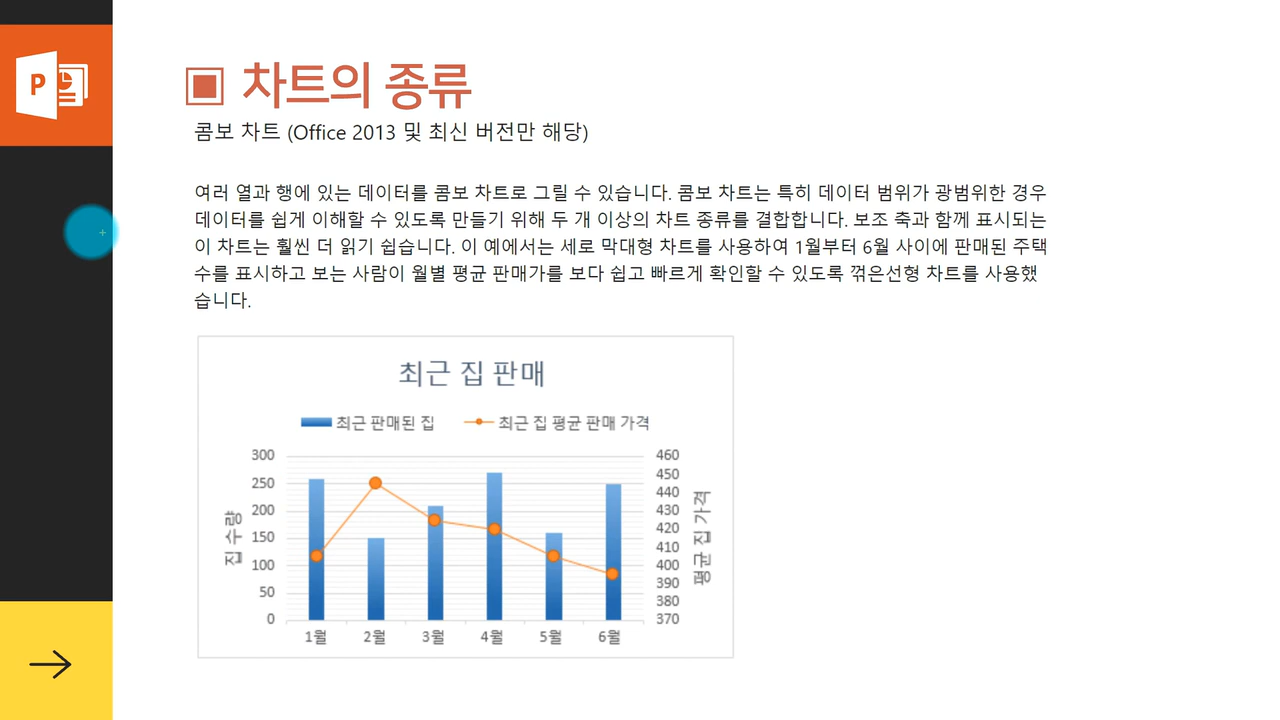 P
차트의 종류
콤보 차트 (Office 2013 및 최신 버전만 해당)
여러 열과 행에 있는 데이터를 콤보 차트로 그릴 수 있습니다. 콤보 차트는 특히 데이터 범위가 광범위한 경우
데이터를 쉽게 이해할 수 있도록 만들기 위해 두 개 이상의 차트 종류를 결합합니다. 보조 축과 함께 표시되는
이 차트는 훨씬 더 읽기 쉽습니다. 이 예에서는 세로 막대형 차트를 사용하여 1월부터 6월 사이에 판매된 주택
수를 표시하고 보는 사람이 월별 평균 판매가를 보다 쉽고 빠르게 확인할 수 있도록 꺾은선형 차트를 사용했
습니다.
최근 집 판매
최근 판매된 집 최근 집 평균 판매 가격
집 수량
300
250
200
150
100
50
0
460
450
440
430
420
410
400
390
380
370
평균 집 가격
1월 2월 3월 4월 5월 6월